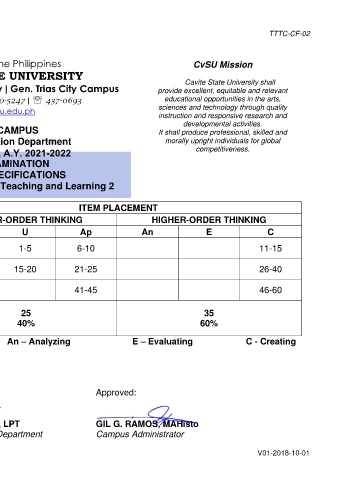 TTTC-CF-02
he Philippines
E UNIVERSITY
y | Gen. Trias City Campus
0-5247 | ☏ 437-0693
u.edu.ph
CvSU Mission
Cavite State University shall
provide excellent, equitable and relevant
educational opportunities in the arts,
sciences and technology through quality
instruction and responsive research and
developmental activities.
It shall produce professional, skilled and
morally upright individuals for global
competitiveness.
CAMPUS
tion Department
, A.Y. 2021-2022
AMINATION
PECIFICATIONS
Teaching and Learning 2
ITEM PLACEMENT
R-ORDER THINKING HIGHER-ORDER THINKING
U Ap An E C
1-5 6-10 11-15
15-20 21-25 26-40
41-45 46-60
25 35
40% 60%
An – Analyzing E – Evaluating C - Creating
Approved:
, LPT GIL G. RAMOS, MAHisto
Department Campus Administrator
V01-2018-10-01